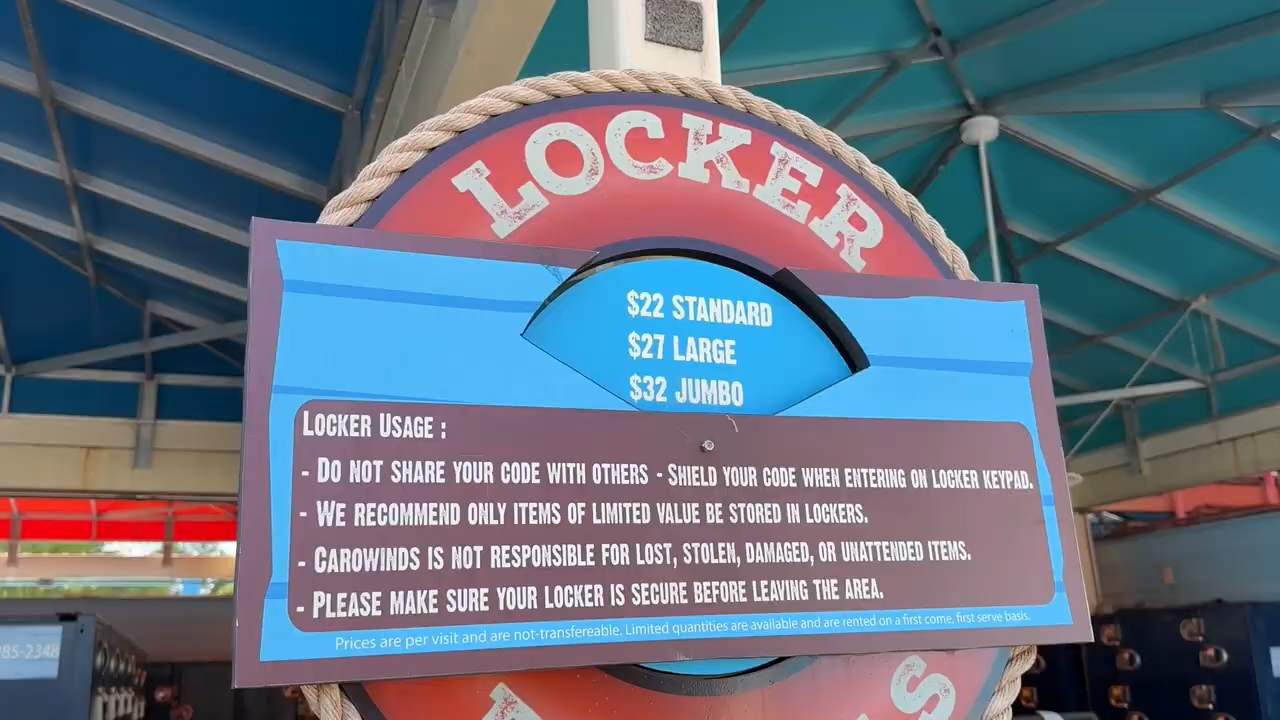 LOCKER
$22 STANDARD
$27 LARGE
$32 JUMBO
LOCKER USAGE :
- DO NOT SHARE YOUR CODE WITH OTHERS - SHIELD YOUR CODE WHEN ENTERING ON LOCKER KEYPAD.
- WE RECOMMEND ONLY ITEMS OF LIMITED VALUE BE STORED IN LOCKERS.
- CAROWINDS IS NOT RESPONSIBLE FOR LOST, STOLEN, DAMAGED, OR UNATTENDED ITEMS.
- PLEASE MAKE SURE YOUR LOCKER IS SECURE BEFORE LEAVING THE AREA.
Prices are per visit and are not-transfereable. Limited quantities are available and are rented on a first come, first serve basis.
85-2348